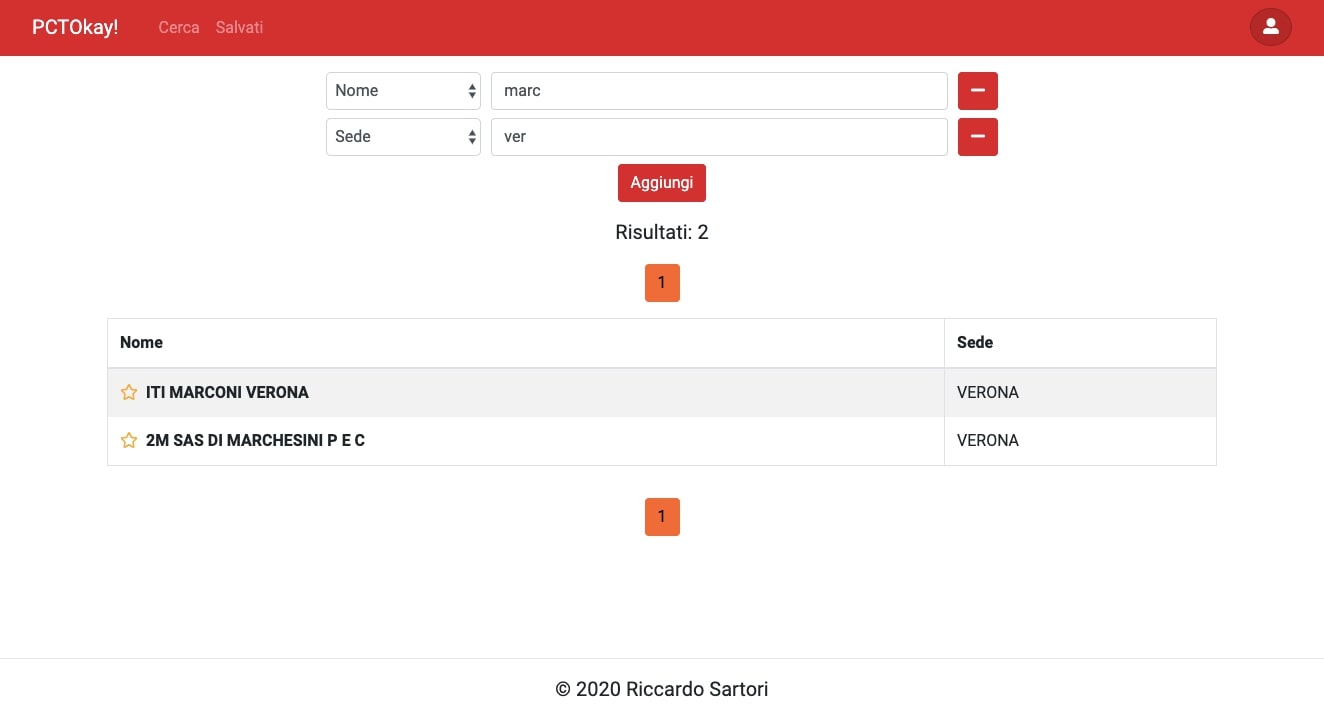 PCTOkay! Cerca Salvati
Nome marc
Sede ver
Aggiungi
Risultati: 2
1
Nome Sede
ITI MARCONI VERONA VERONA
2M SAS DI MARCHESINI P E C VERONA
1
© 2020 Riccardo Sartori